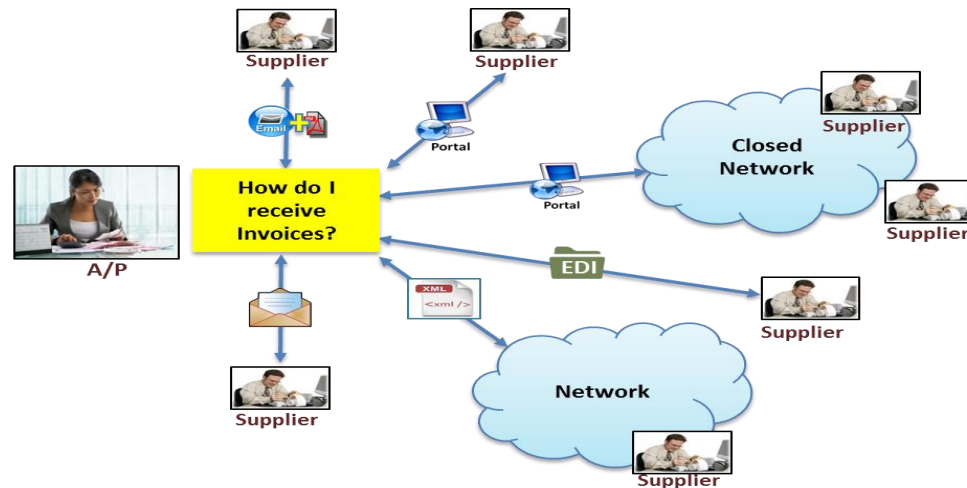 Supplier
Supplier
Email
Portal
Supplier
Closed
Network
How do I
receive
Invoices?
Portal
Supplier
A/P
EDI
XML
<xml />
Supplier
Network
Supplier
Supplier